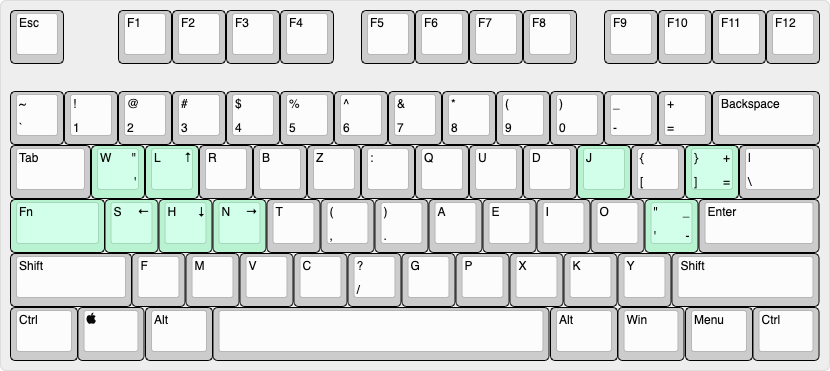 Esc F1 F2 F3 F4 F5 F6 F7 F8 F9 F10 F11 F12
~ ! @ # $ % ^ & * ( ) _ + Backspace
` 1 2 3 4 5 6 7 8 9 0 - =
Tab W " L ↑ R B Z : Q U D J { } + |
' [ ] = \
Fn S ← H ↓ N → T ( ) A E I O " _ Enter
, . ' -
Shift F M V C ? G P X K Y Shift
/
Ctrl Alt Alt Win Menu Ctrl